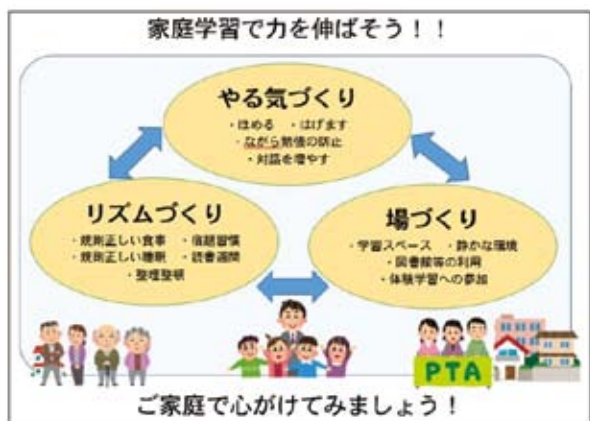 家庭学習で力を伸ばそう！！
やる気づくり
・ほめる ・はげます
・ながら勉強の防止
・対話を増やす
リズムづくり
・規則正しい食事 ・宿題習慣
・規則正しい睡眠 ・読書週間
・整理整頓
場づくり
・学習スペース ・静かな環境
・図書館等の利用
・体験学習への参加
PTA
ご家庭で心がけてみましょう！